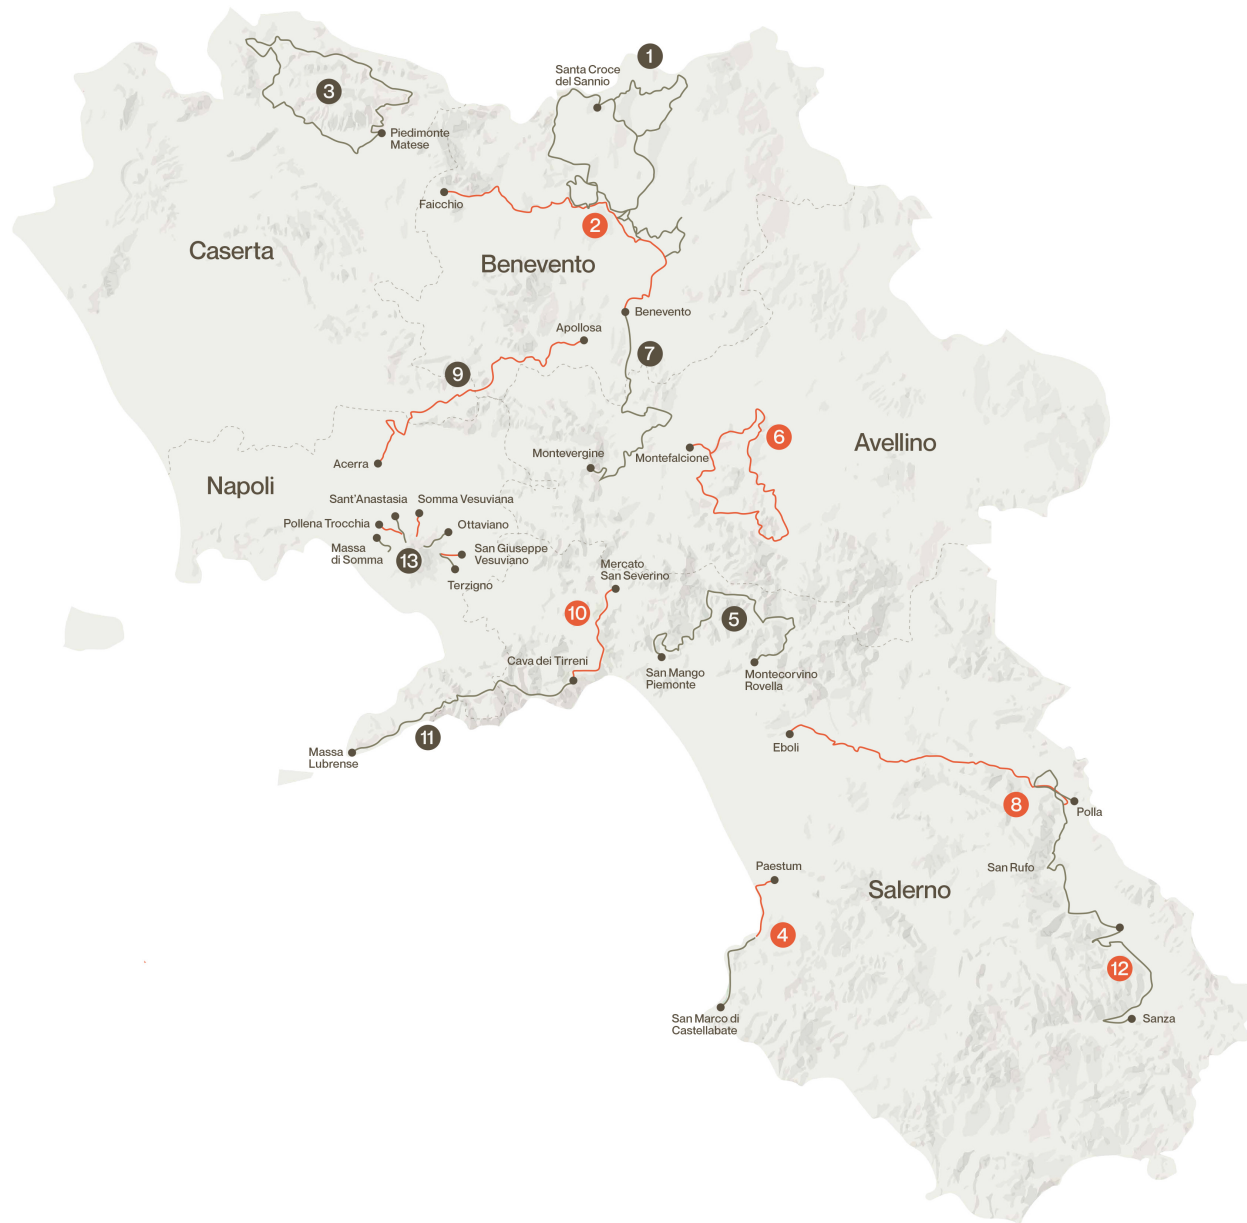 1
Santa Croce
del Sannio
3
Piedimonte
Matese
Faicchio
2
Caserta
Benevento
Benevento
Apollosa
7
9
6
Avellino
Montevergine
Montefalcione
Acerra
Napoli
Sant'Anastasia
Somma Vesuviana
Pollena Trocchia
Ottaviano
Massa
di Somma
13
San Giuseppe
Vesuviano
Terzigno
Mercato
San Severino
10
5
Cava dei Tirreni
San Mango
Piemonte
Montecorvino
Rovella
11
Massa
Lubrense
Eboli
8
Polla
Paestum
San Rufo
Salerno
4
12
San Marco di
Castellabate
Sanza